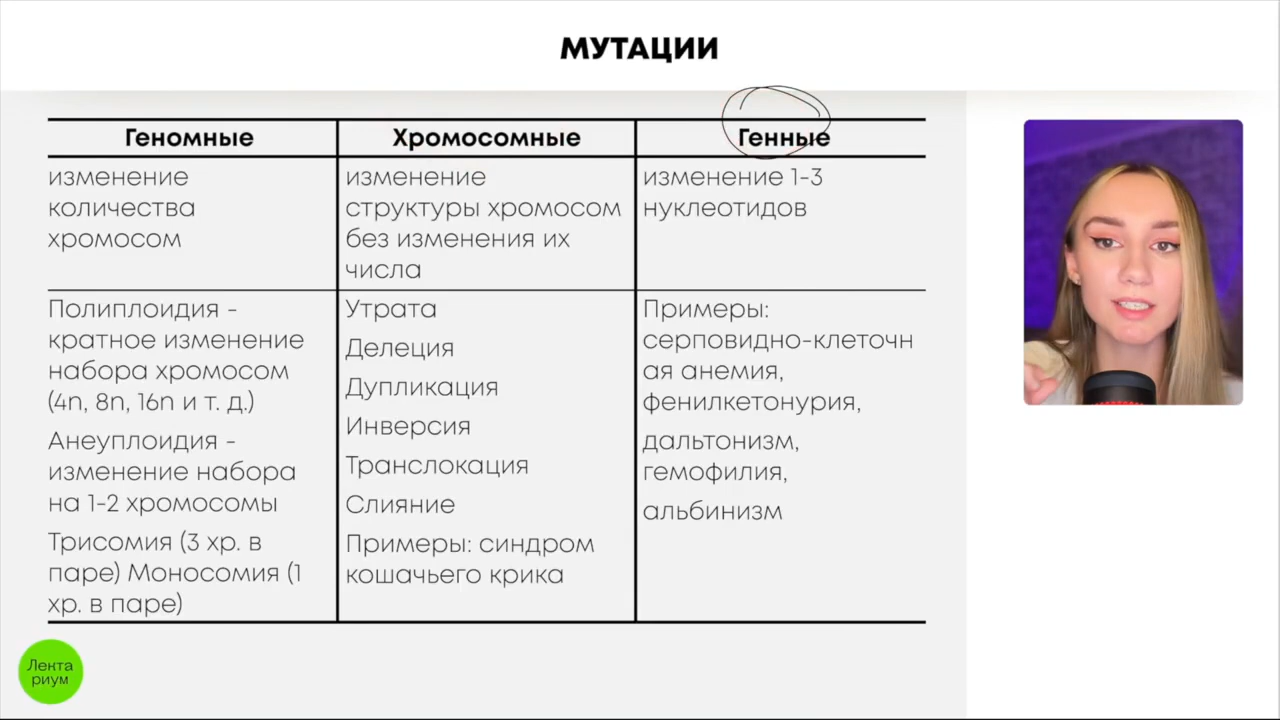 МУТАЦИИ
Геномные
Хромосомные
Генные
изменение
количества
хромосом
изменение
структуры хромосом
без изменения их
числа
изменение 1-3
нуклеотидов
Полиплоидия -
кратное изменение
набора хромосом
(4n, 8n, 16n и т. д.)
Анеуплоидия -
изменение набора
на 1-2 хромосомы
Трисомия (3 хр. в
паре) Моносомия (1
хр. в паре)
Утрата
Делеция
Дупликация
Инверсия
Транслокация
Слияние
Примеры: синдром
кошачьего крика
Примеры:
серповидно-клеточн
ая анемия,
фенилкетонурия,
дальтонизм,
гемофилия,
альбинизм
Лента
риум